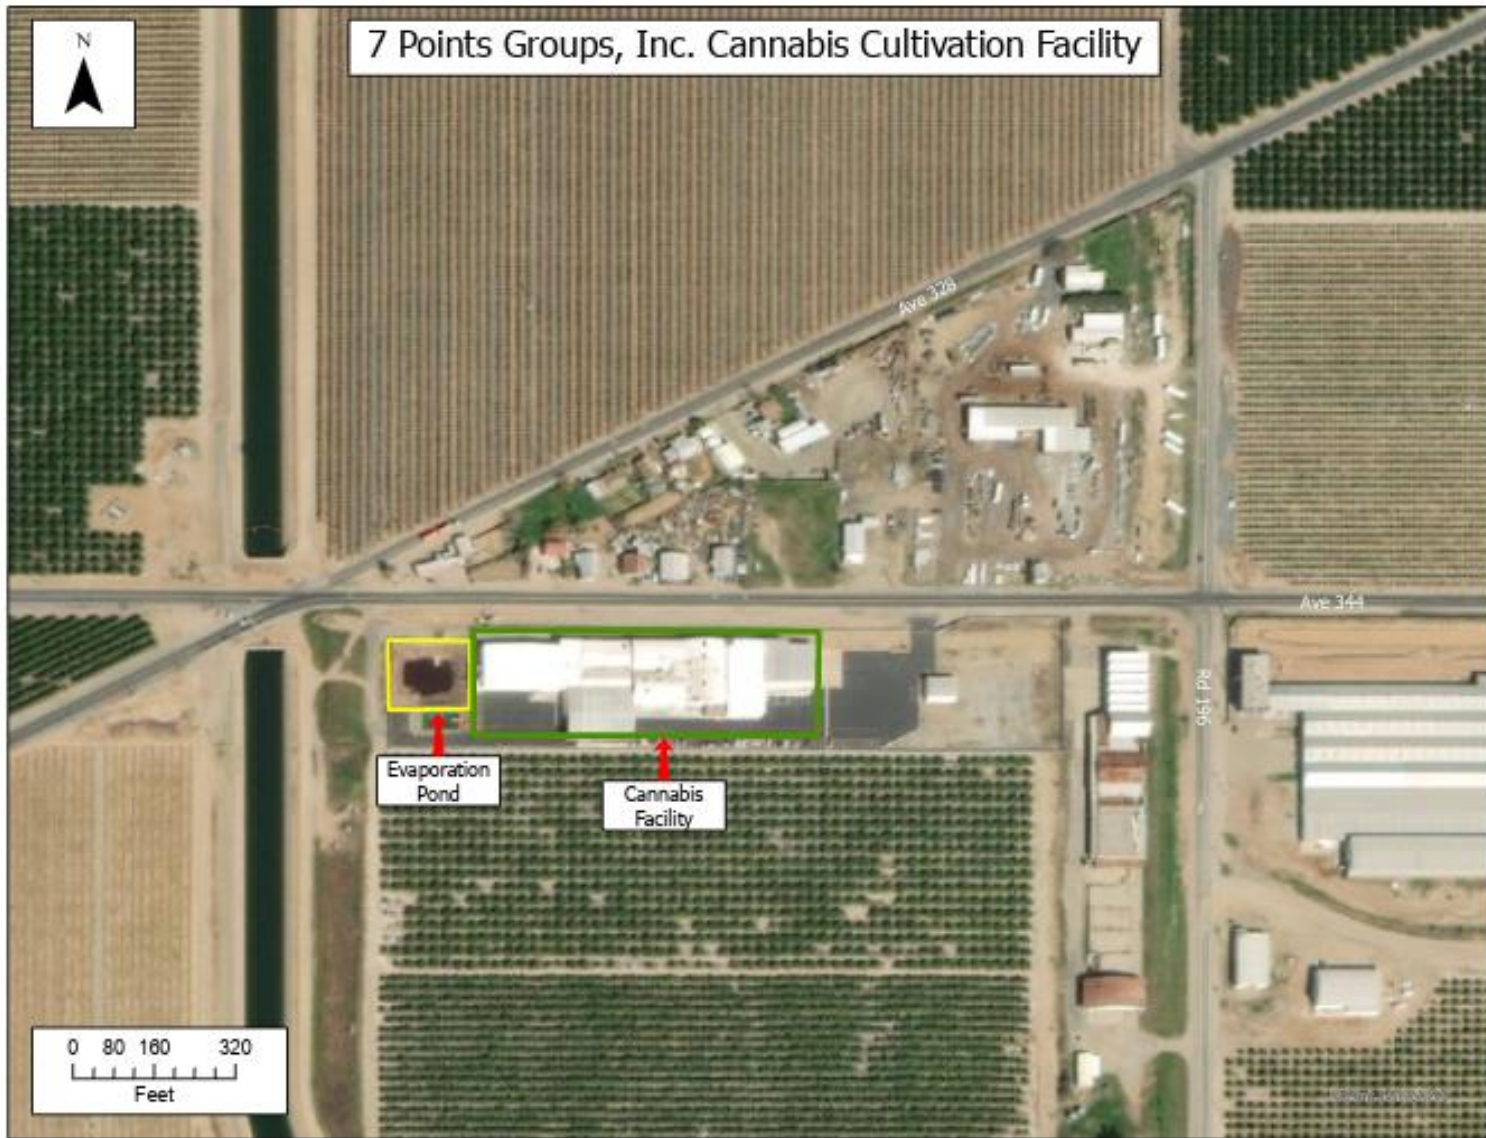 7 Points Groups, Inc. Cannabis Cultivation Facility
N
Ave 328
Ave 344
Rd 196
Evaporation
Pond
Cannabis
Facility
0 80 160 320
Feet